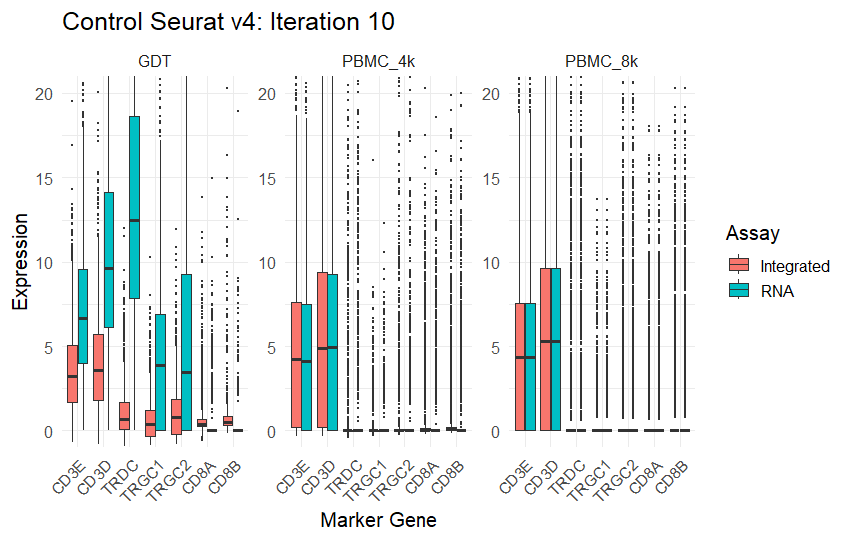 Control Seurat v4: Iteration 10
GDT
PBMC_4k
PBMC_8k
Expression
20
15
10
5
0
20
15
10
5
0
20
15
10
5
0
CD3E
CD3D
TRDC
TRGC1
TRGC2
CD8A
CD8B
CD3E
CD3D
TRDC
TRGC1
TRGC2
CD8A
CD8B
CD3E
CD3D
TRDC
TRGC1
TRGC2
CD8A
CD8B
Marker Gene
Assay
Integrated
RNA